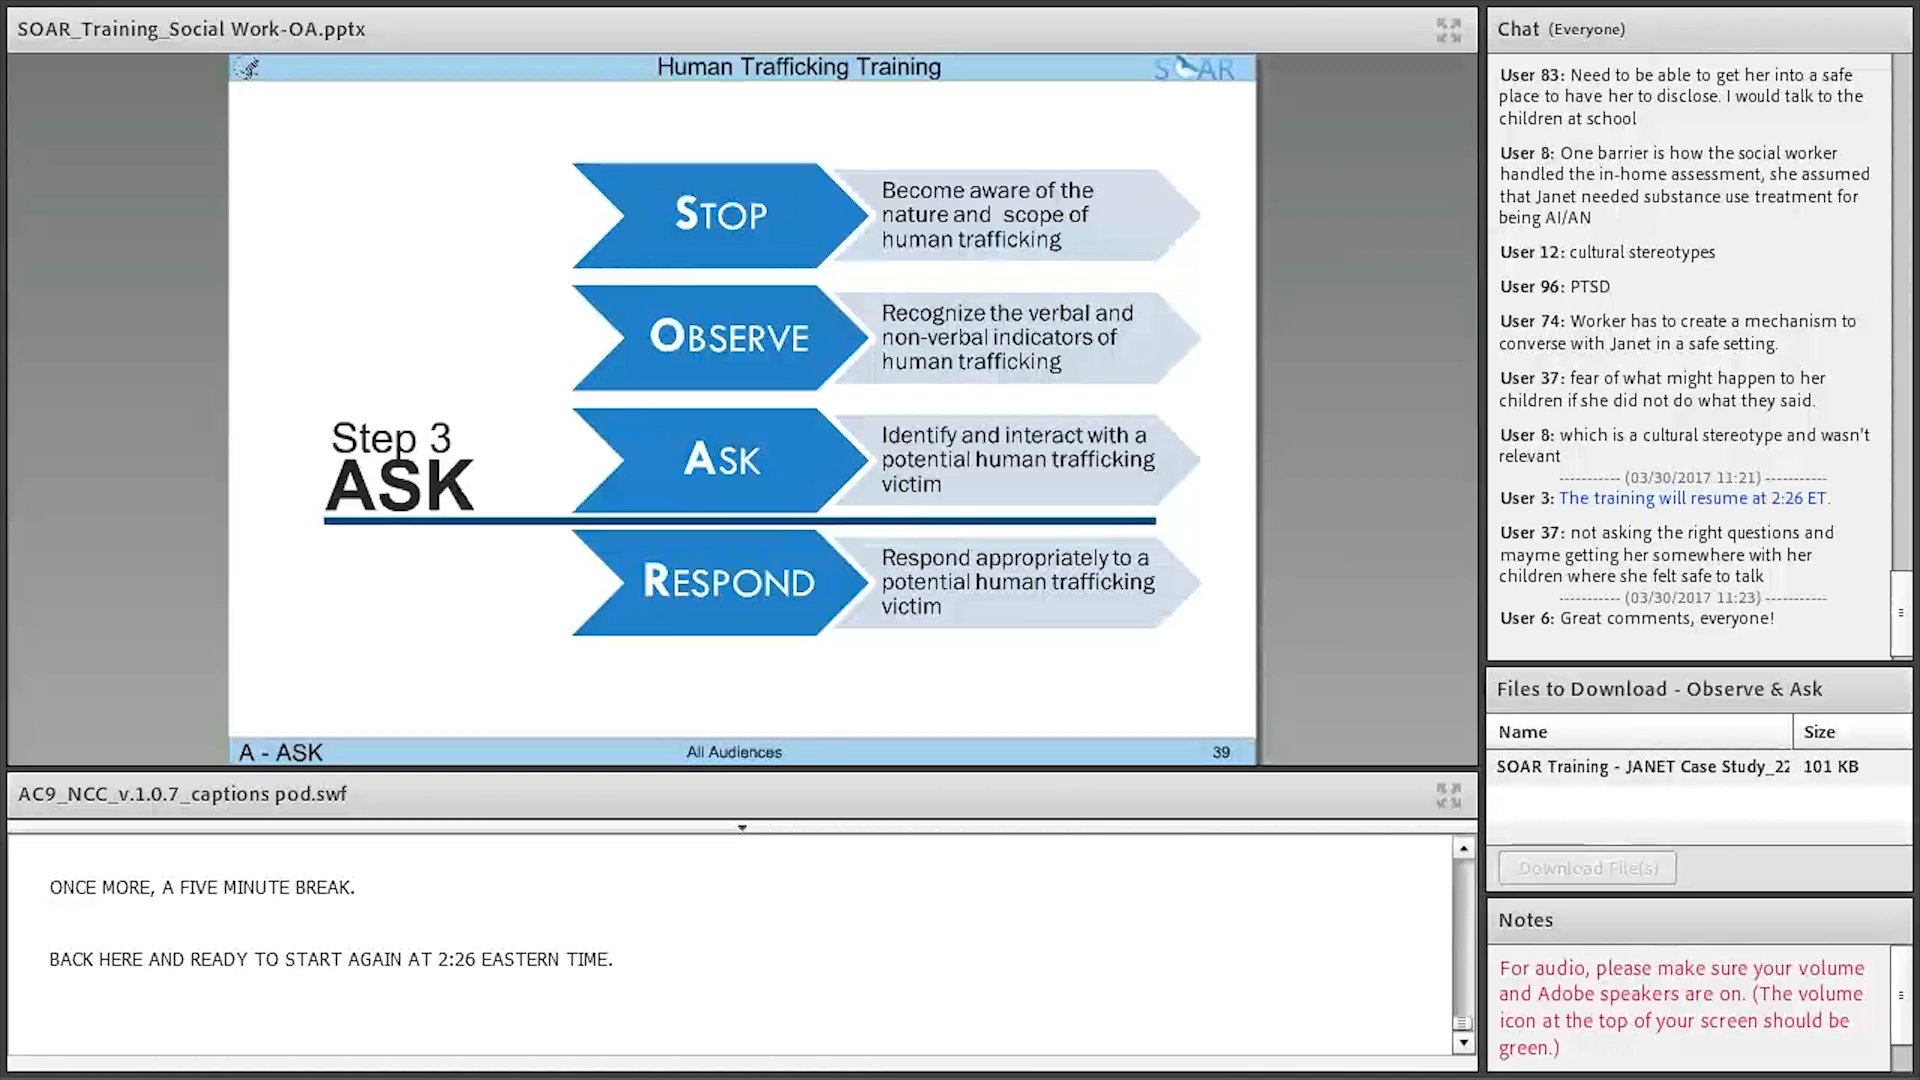 SOAR_Training_Social Work-OA.pptx
Human Trafficking Training
SOAR
STOP
Become aware of the
nature and scope of
human trafficking
OBSERVE
Recognize the verbal and
non-verbal indicators of
human trafficking
Step 3
ASK
ASK
Identify and interact with a
potential human trafficking
victim
RESPOND
Respond appropriately to a
potential human trafficking
victim
A - ASK
All Audiences
39
AC9_NCC_v.1.0.7_captions pod.swf
ONCE MORE, A FIVE MINUTE BREAK.
BACK HERE AND READY TO START AGAIN AT 2:26 EASTERN TIME.
Chat (Everyone)
User 83: Need to be able to get her into a safe
place to have her to disclose. I would talk to the
children at school
User 8: One barrier is how the social worker
handled the in-home assessment, she assumed
that Janet needed substance use treatment for
being AI/AN
User 12: cultural stereotypes
User 96: PTSD
User 74: Worker has to create a mechanism to
converse with Janet in a safe setting.
User 37: fear of what might happen to her
children if she did not do what they said.
User 8: which is a cultural stereotype and wasn't
relevant
---------- (03/30/2017 11:21) ----------
User 3: The training will resume at 2:26 ET.
User 37: not asking the right questions and
mayme getting her somewhere with her
children where she felt safe to talk
---------- (03/30/2017 11:23) ----------
User 6: Great comments, everyone!
Files to Download - Observe & Ask
Name Size
SOAR Training - JANET Case Study_22 101 KB
Download File(s)
Notes
For audio, please make sure your volume
and Adobe speakers are on. (The volume
icon at the top of your screen should be
green.)